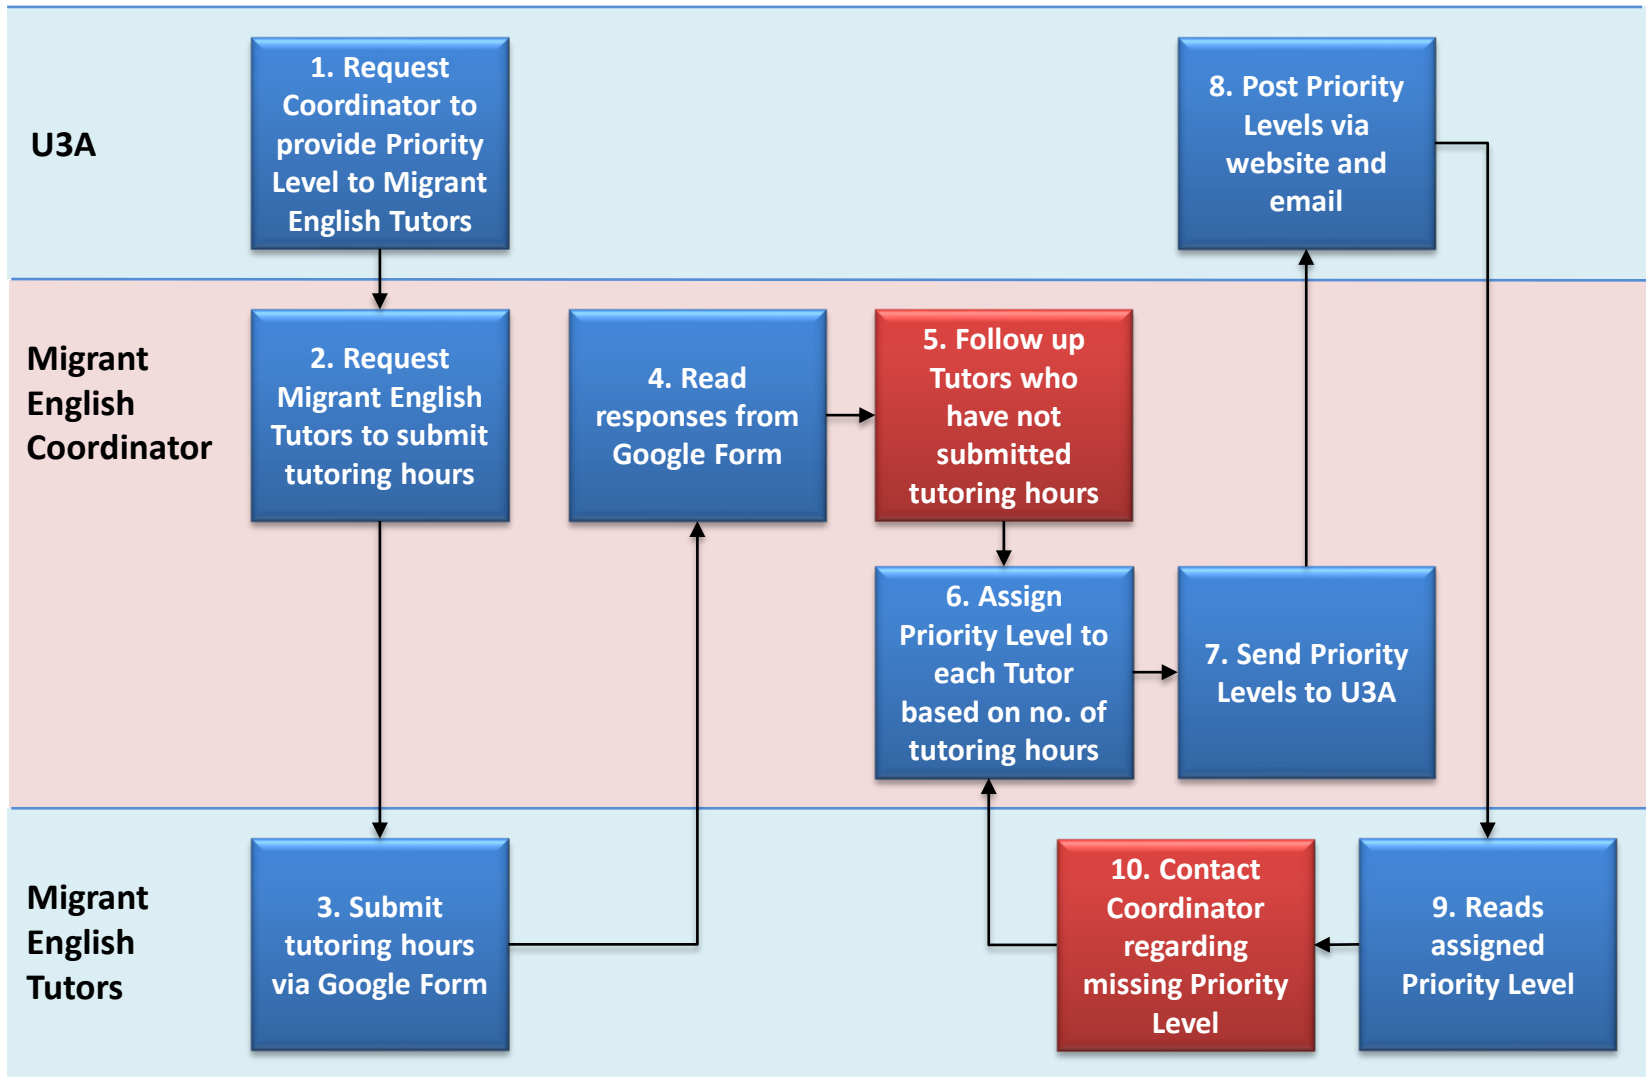 U3A
1. Request
Coordinator to
provide Priority
Level to Migrant
English Tutors
8. Post Priority
Levels via
website and
email
Migrant
English
Coordinator
2. Request
Migrant English
Tutors to submit
tutoring hours
4. Read
responses from
Google Form
5. Follow up
Tutors who
have not
submitted
tutoring hours
6. Assign
Priority Level to
each Tutor
based on no. of
tutoring hours
7. Send Priority
Levels to U3A
Migrant
English
Tutors
3. Submit
tutoring hours
via Google Form
10. Contact
Coordinator
regarding
missing Priority
Level
9. Reads
assigned
Priority Level